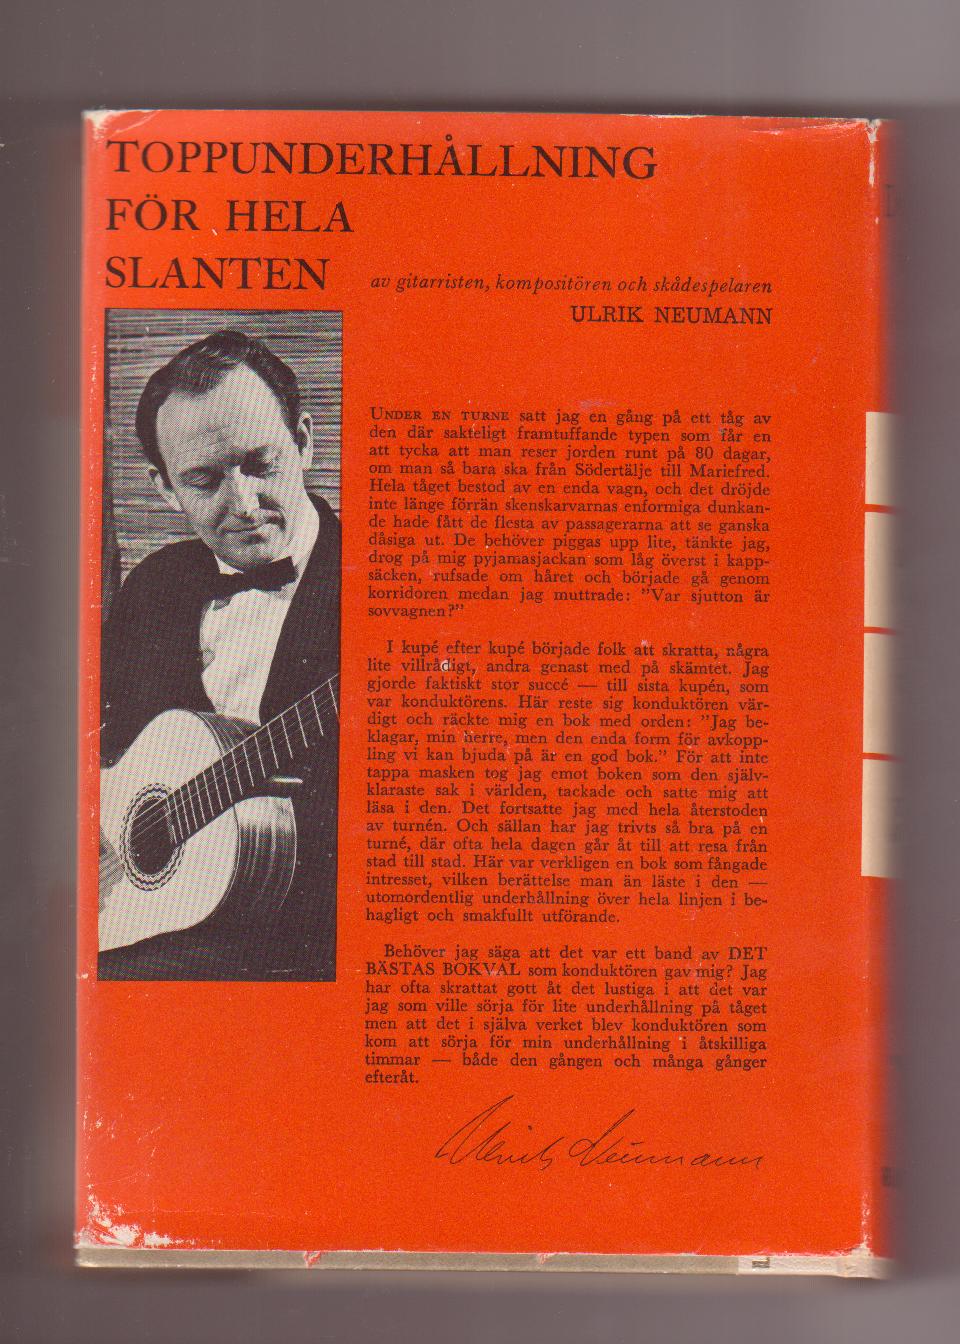 TOPPUNDERHÅLLNING
FÖR HELA
SLANTEN
av gitarristen, kompositören och skådespelaren
ULRIK NEUMANN
UNDER EN TURNE satt jag en gång på ett tåg av
den där sakteligt framtuffande typen som får en
att tycka att man reser jorden runt på 80 dagar,
om man så bara ska från Södertälje till Mariefred.
Hela tåget bestod av en enda vagn, och det dröjde
inte länge förrän skenskarvarnas enformiga dunkan-
de hade fått de flesta av passagerarna att se ganska
dåsiga ut. De behöver piggas upp lite, tänkte jag,
drog på mig pyjamasjackan som låg överst i kapp-
säcken, rufsade om håret och började gå genom
korridoren medan jag muttrade: ”Var sjutton är
sovvagnen?”
I kupé efter kupé började folk att skratta, några
lite villrådigt, andra genast med på skämtet. Jag
gjorde faktiskt stor succé — till sista kupén, som
var konduktörens. Här reste sig konduktören vär-
digt och räckte mig en bok med orden: ”Jag be-
klagar, min herre, men den enda form för avkopp-
ling vi kan bjuda på är en god bok.” För att inte
tappa masken tog jag emot boken som den själv-
klaraste sak i världen, tackade och satte mig att
läsa i den. Det fortsatte jag med hela återstoden
av turnén. Och sällan har jag trivts så bra på en
turné, där ofta hela dagen går åt till att resa från
stad till stad. Här var verkligen en bok som fångade
intresset, vilken berättelse man än läste i den —
utomordentlig underhållning över hela linjen i be-
hagligt och smakfullt utförande.
Behöver jag säga att det var ett band av DET
BÄSTAS BOKVAL som konduktören gav mig? Jag
har ofta skrattat gott åt det lustiga i att det var
jag som ville sörja för lite underhållning på tåget
men att det i själva verket blev konduktören som
kom att sörja för min underhållning i åtskilliga
timmar — både den gången och många gånger
efteråt.
Ulrik Neumann